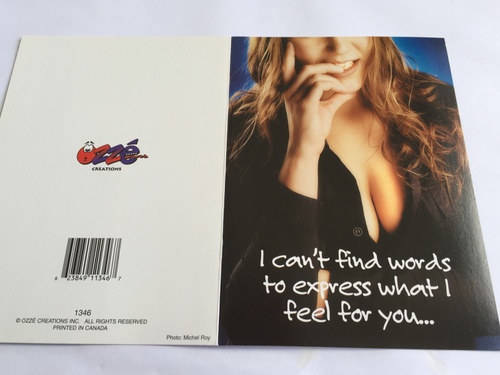 Ozzé
CREATIONS
6 23849 11346 7
1346
© OZZÉ CREATIONS INC. ALL RIGHTS RESERVED
PRINTED IN CANADA
Photo: Michel Roy
I can't find words
to express what I
feel for you...